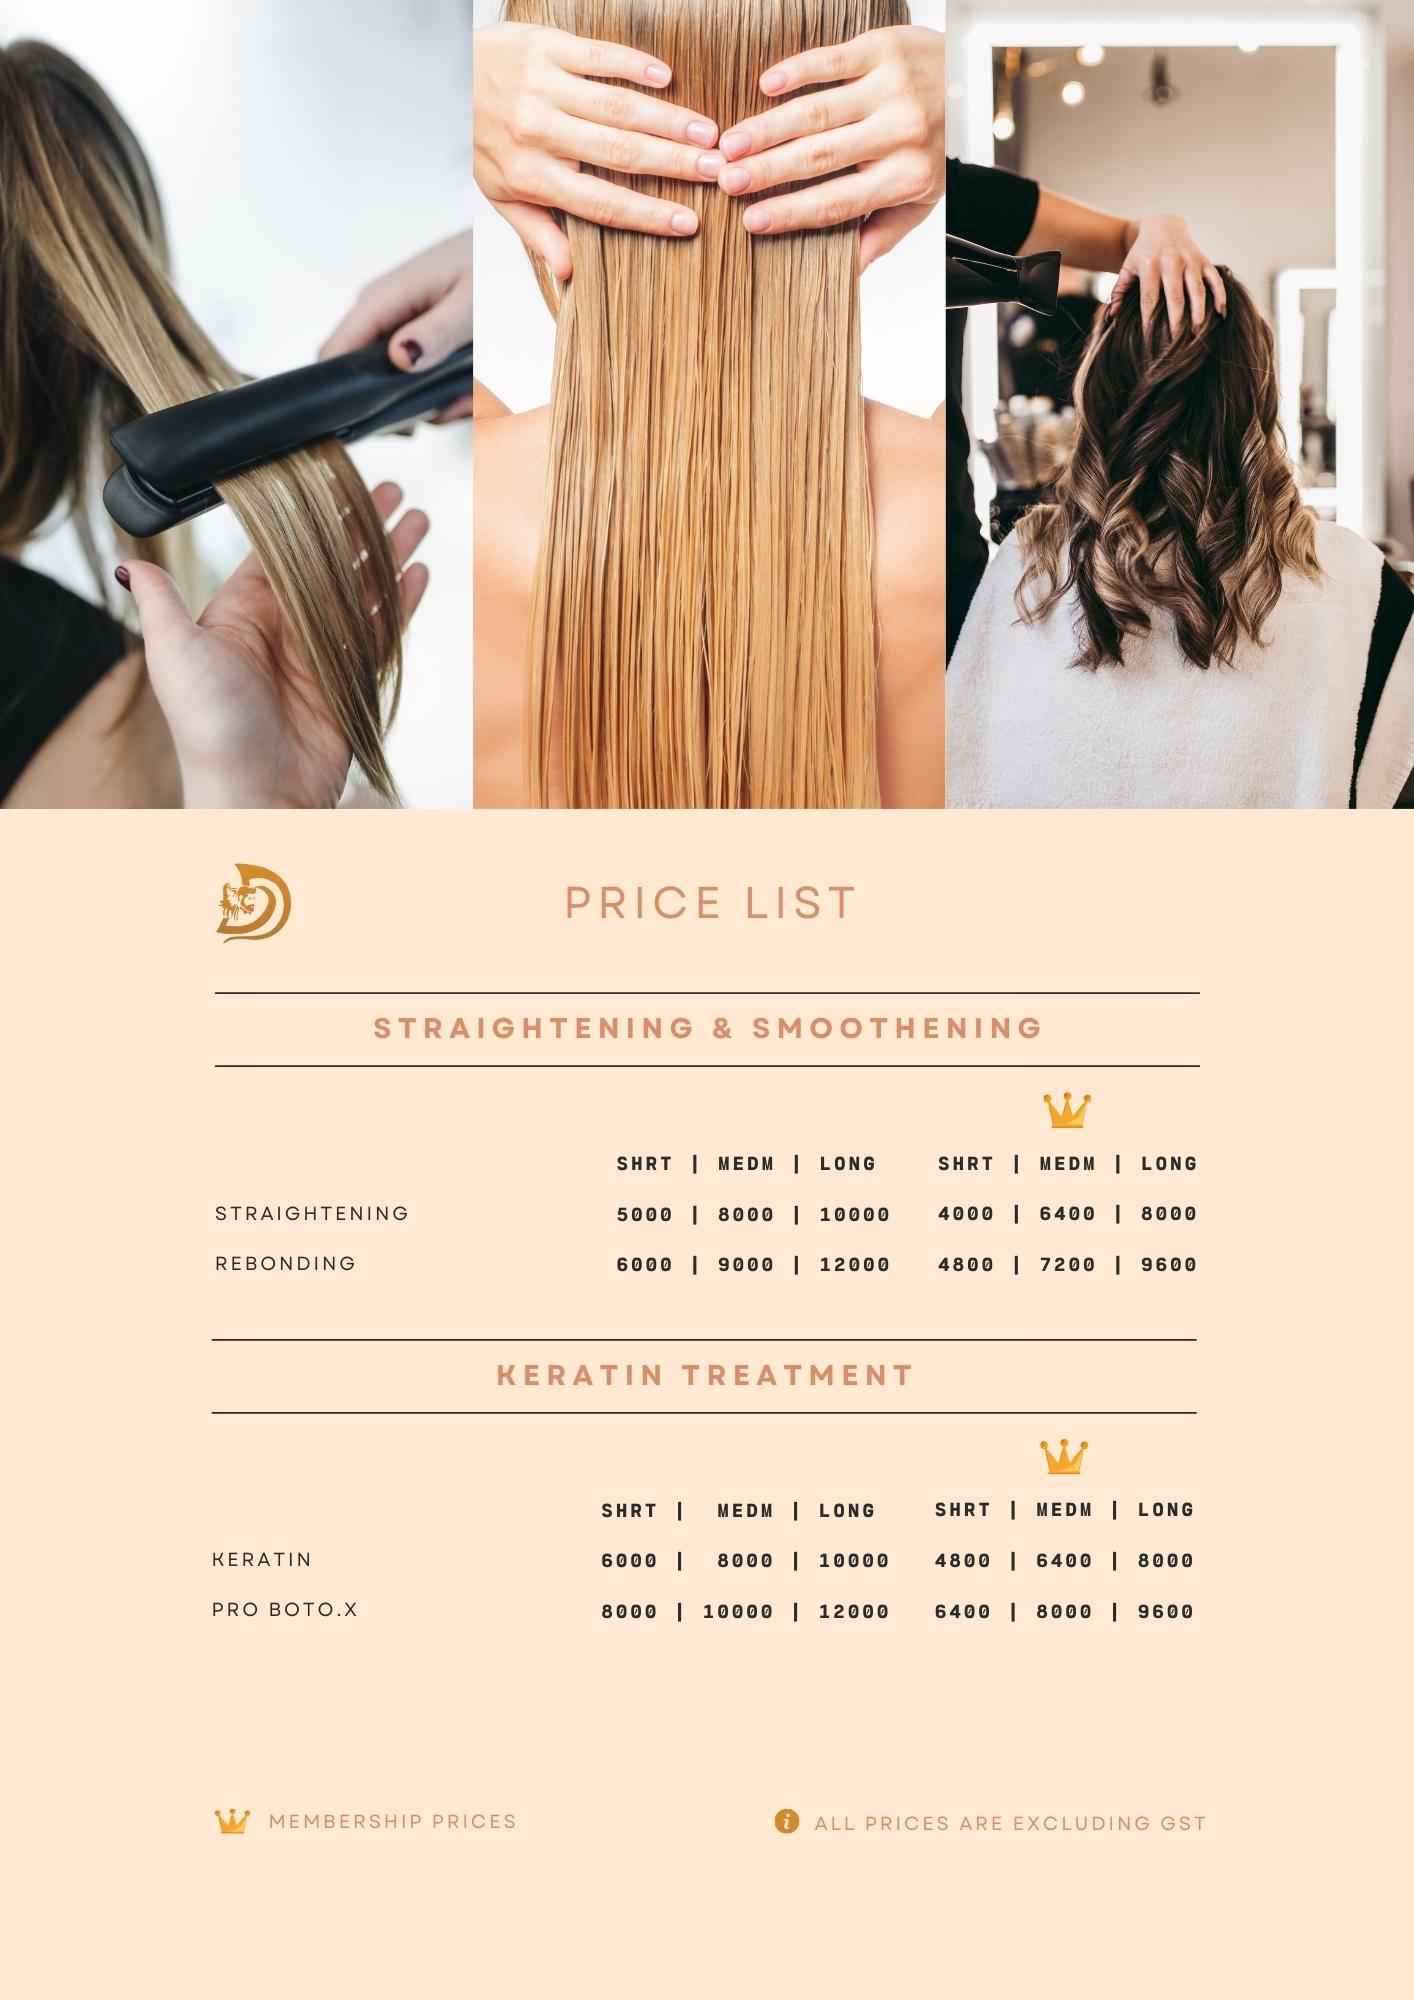 PRICE LIST
STRAIGHTENING & SMOOTHENING
SHRT | MEDM | LONG SHRT | MEDM | LONG
STRAIGHTENING 5000 | 8000 | 10000 4000 | 6400 | 8000
REBONDING 6000 | 9000 | 12000 4800 | 7200 | 9600
KERATIN TREATMENT
SHRT | MEDM | LONG SHRT | MEDM | LONG
KERATIN 6000 | 8000 | 10000 4800 | 6400 | 8000
PRO BOTO.X 8000 | 10000 | 12000 6400 | 8000 | 9600
MEMBERSHIP PRICES
i ALL PRICES ARE EXCLUDING GST